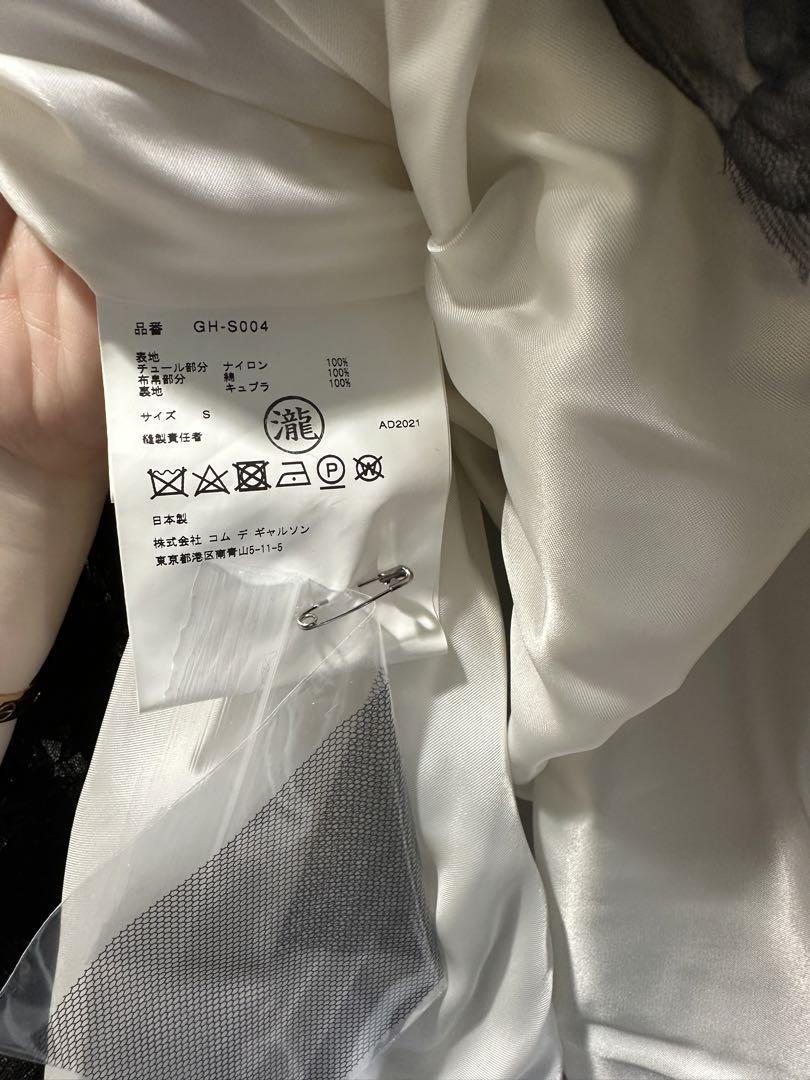 品番 GH-S004
表地
チュール部分 ナイロン 100%
布帛部分 綿 100%
裏地 キュプラ 100%
サイズ S
縫製責任者 瀧 AD2021
P W
日本製
株式会社 コム デ ギャルソン
東京都港区南青山5-11-5